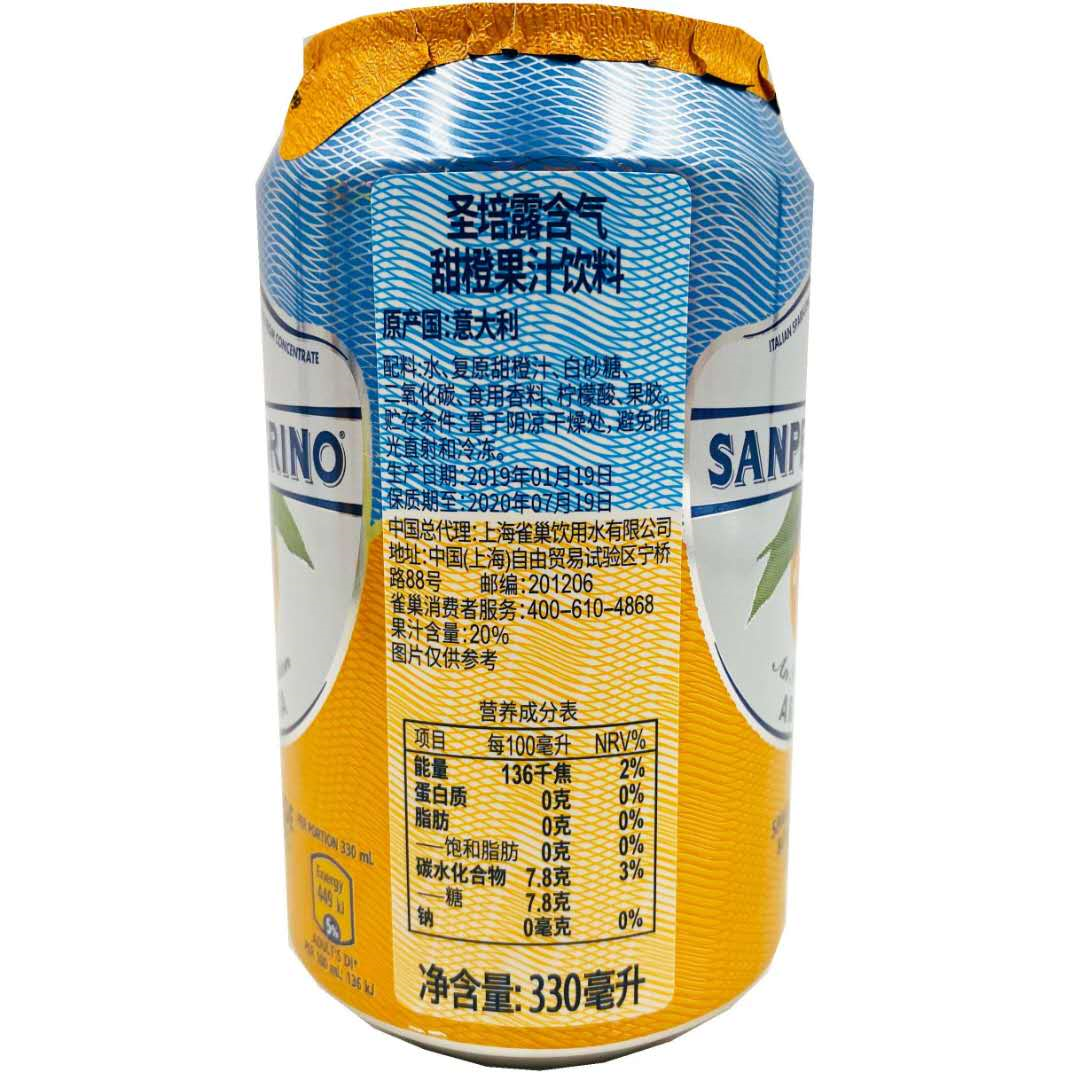 圣培露含气
甜橙果汁饮料
原产国:意大利
配料:水、复原甜橙汁、白砂糖、
二氧化碳、食用香料、柠檬酸、果胶。
贮存条件:置于阴凉干燥处,避免阳
光直射和冷冻。
生产日期:2019年01月19日
保质期至:2020年07月19日
中国总代理:上海雀巢饮用水有限公司
地址:中国(上海)自由贸易试验区宁桥
路88号 邮编:201206
雀巢消费者服务:400-610-4868
果汁含量:20%
图片仅供参考
营养成分表
项目 每100毫升 NRV%
能量 136千焦 2%
蛋白质 0克 0%
脂肪 0克 0%
——饱和脂肪 0克 0%
碳水化合物 7.8克 3%
——糖 7.8克
钠 0毫克 0%
净含量:330毫升
CONCENTRATE
RINO®
PER PORTION 330 mL
Energy
449 kJ
5%
ADULT'S DI*
PER 100 mL: 136 kJ
ITALIAN
SANP